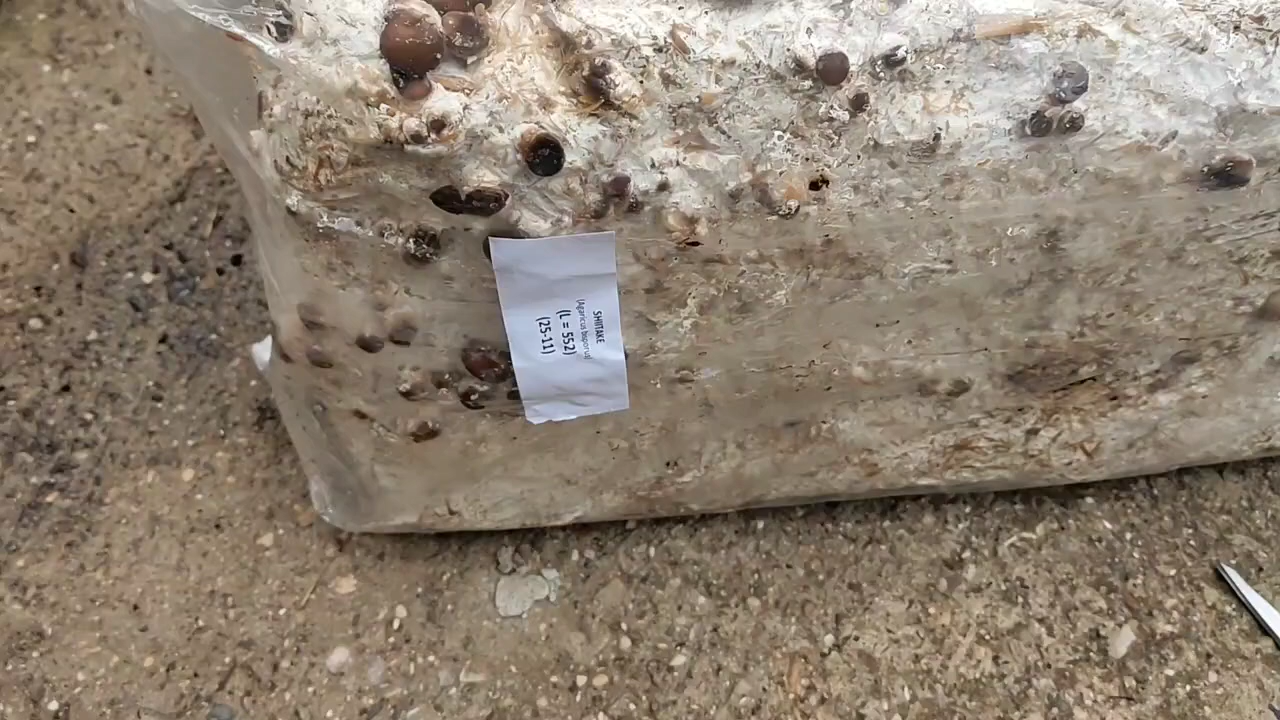 SHIITAKE
(Agaricus bisporus)
(L = 552)
(25-11)